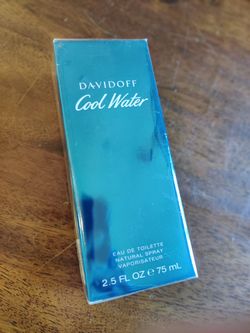 DAVIDOFF
Cool Water
EAU DE TOILETTE
NATURAL SPRAY
VAPORISATEUR
2.5 FL OZ ℮ 75 mL